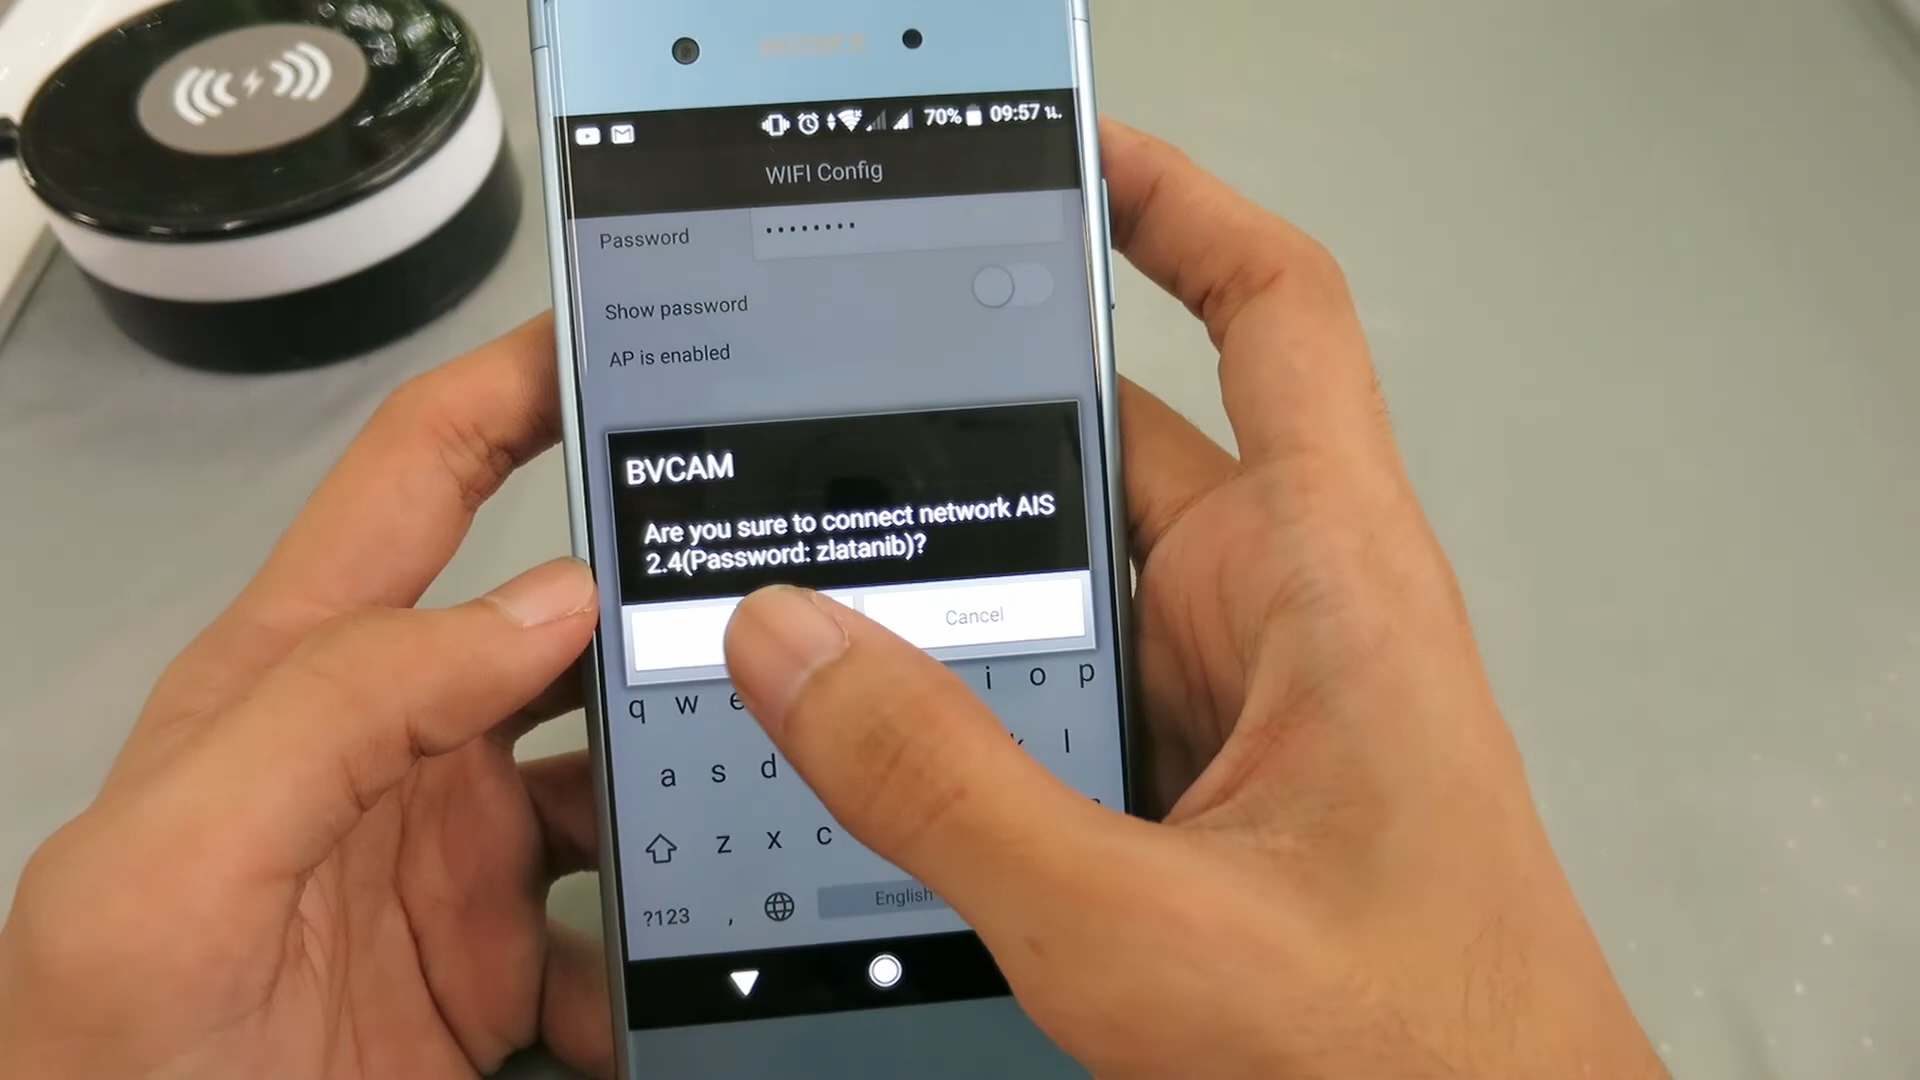 70% 09:57 น.
WIFI Config
Password ••••••••
Show password
AP is enabled
BVCAM
Are you sure to connect network AIS
2.4(Password: zlatanib)?
Cancel
q w e i o p
a s d l
z x c
?123 , English